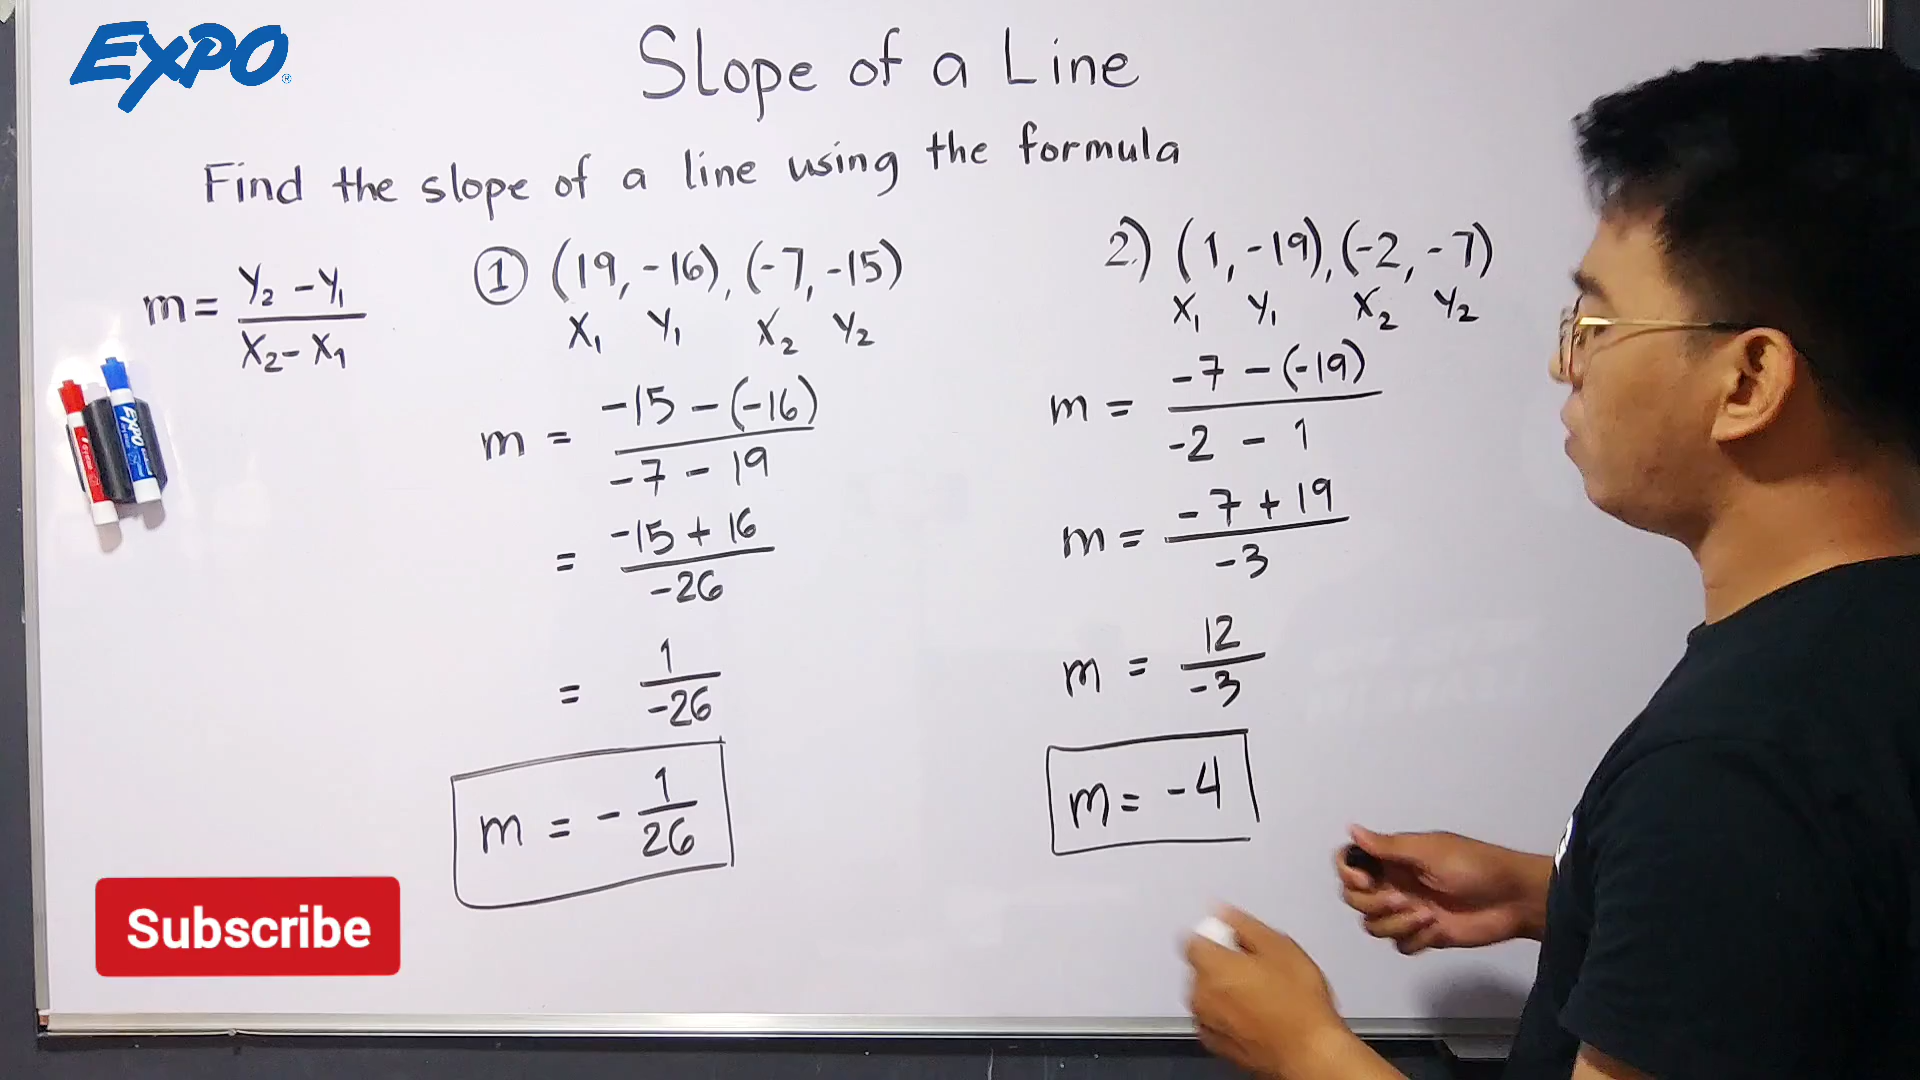 EXPO®
Slope of a Line
Find the slope of a line using the formula
m = y₂ - y₁ / x₂ - x₁
① (19, -16), (-7, -15)
x₁ y₁ x₂ y₂
m = -15 - (-16) / -7 - 19
= -15 + 16 / -26
= 1 / -26
m = - 1 / 26
2.) (1, -19), (-2, -7)
x₁ y₁ x₂ y₂
m = -7 - (-19) / -2 - 1
m = -7 + 19 / -3
m = 12 / -3
m = -4
EXPO
Subscribe